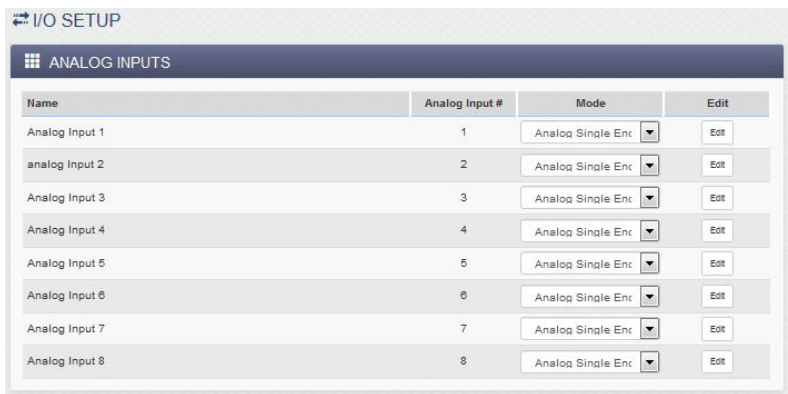 I/O SETUP
ANALOG INPUTS
Name Analog Input # Mode Edit
Analog Input 1 1 Analog Single Enc Edit
analog Input 2 2 Analog Single Enc Edit
Analog Input 3 3 Analog Single Enc Edit
Analog Input 4 4 Analog Single Enc Edit
Analog Input 5 5 Analog Single Enc Edit
Analog Input 6 6 Analog Single Enc Edit
Analog Input 7 7 Analog Single Enc Edit
Analog Input 8 8 Analog Single Enc Edit